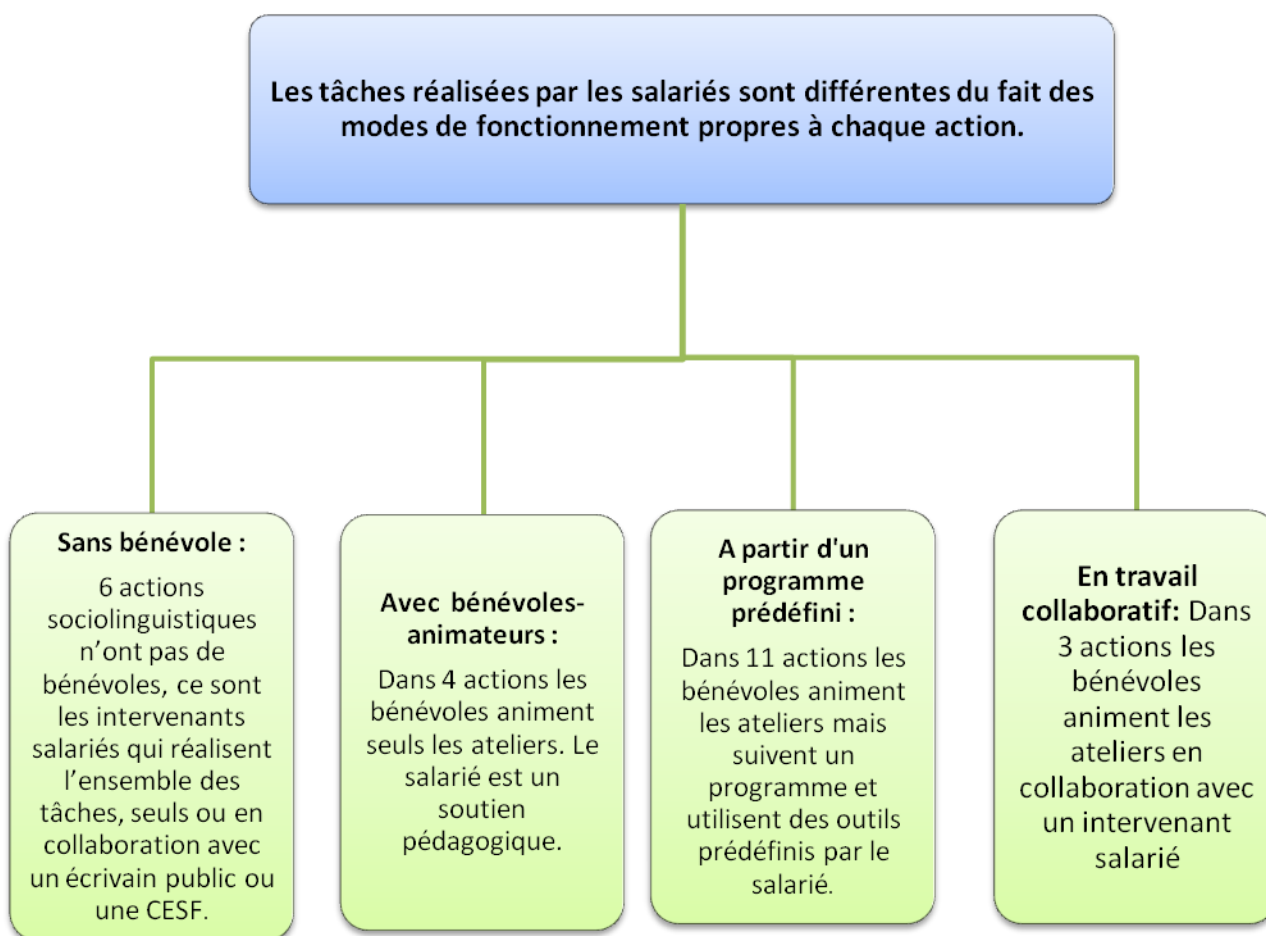 Les tâches réalisées par les salariés sont différentes du fait des
modes de fonctionnement propres à chaque action.
Sans bénévole :
6 actions
sociolinguistiques
n’ont pas de
bénévoles, ce sont
les intervenants
salariés qui réalisent
l’ensemble des
tâches, seuls ou en
collaboration avec
un écrivain public ou
une CESF.
Avec bénévoles-
animateurs :
Dans 4 actions les
bénévoles animent
seuls les ateliers. Le
salarié est un
soutien
pédagogique.
A partir d'un
programme
prédéfini :
Dans 11 actions les
bénévoles animent
les ateliers mais
suivent un
programme et
utilisent des outils
prédéfinis par le
salarié.
En travail
collaboratif: Dans
3 actions les
bénévoles
animent les
ateliers en
collaboration avec
un intervenant
salarié